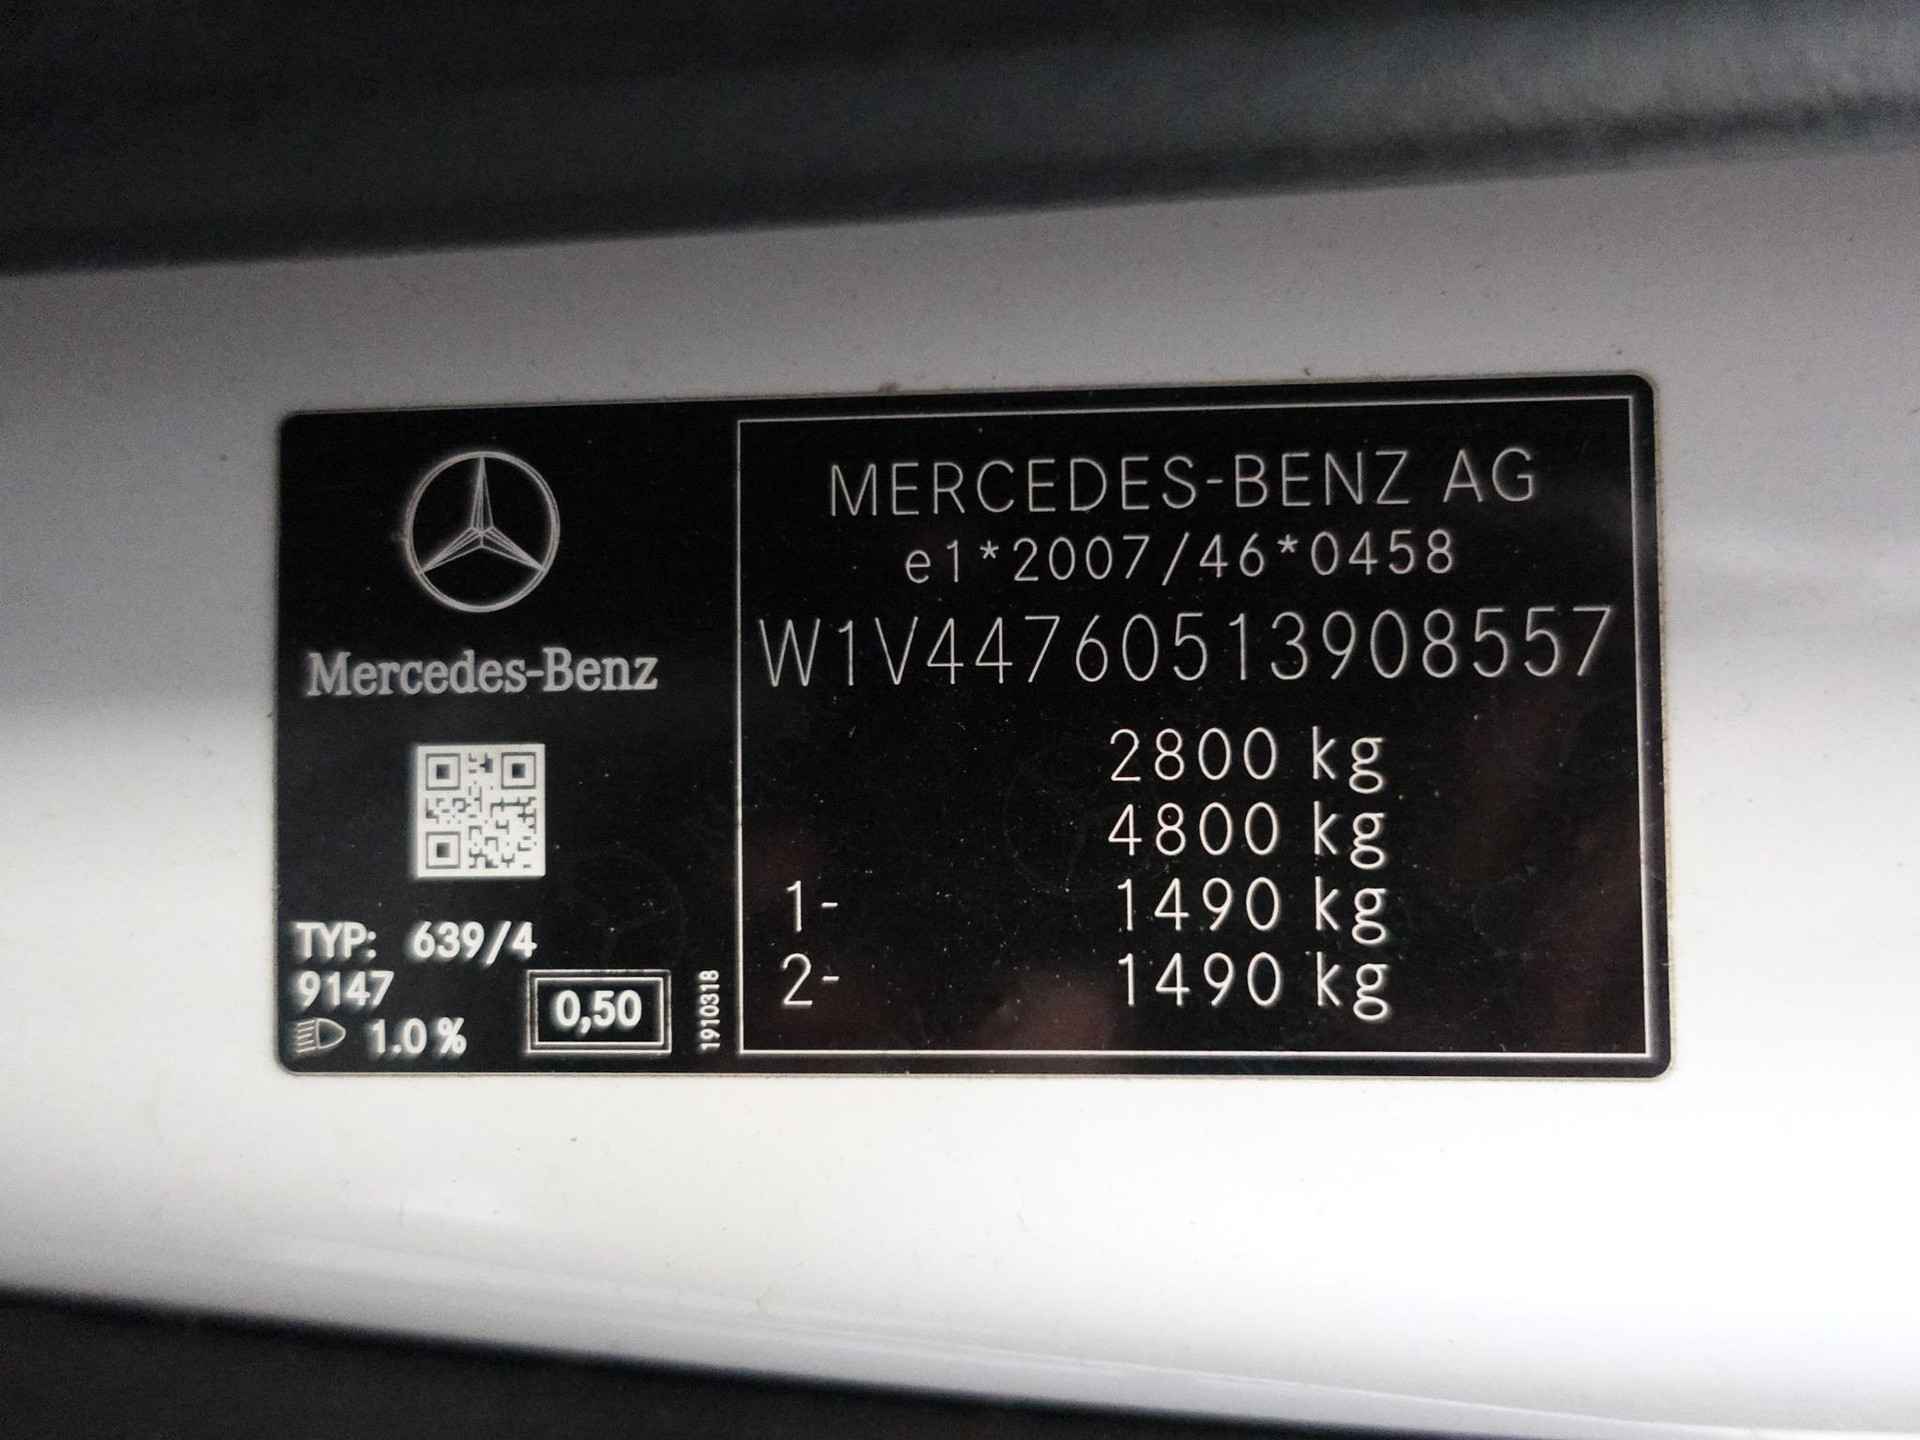 Mercedes-Benz
TYP: 639/4
9147
1.0 %
0,50
1910318
MERCEDES-BENZ AG
e1*2007/46*0458
W1V44760513908557
2800 kg
4800 kg
1- 1490 kg
2- 1490 kg